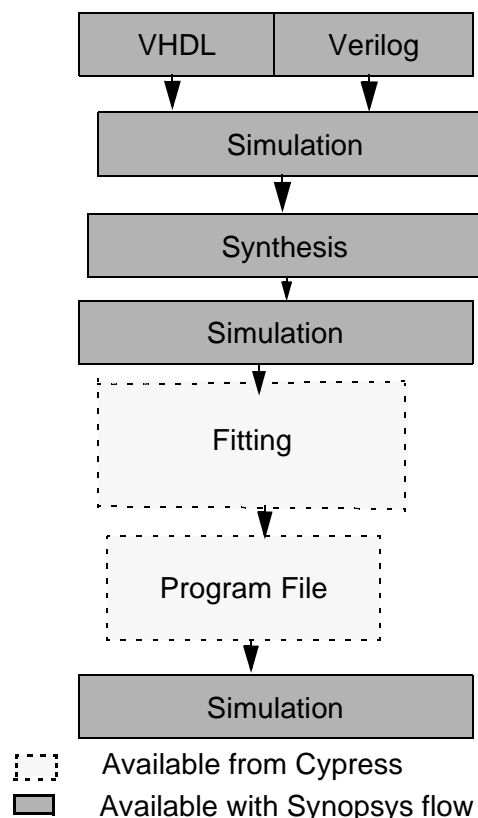 VHDL Verilog
Simulation
Synthesis
Simulation
Fitting
Program File
Simulation
Available from Cypress
Available with Synopsys flow